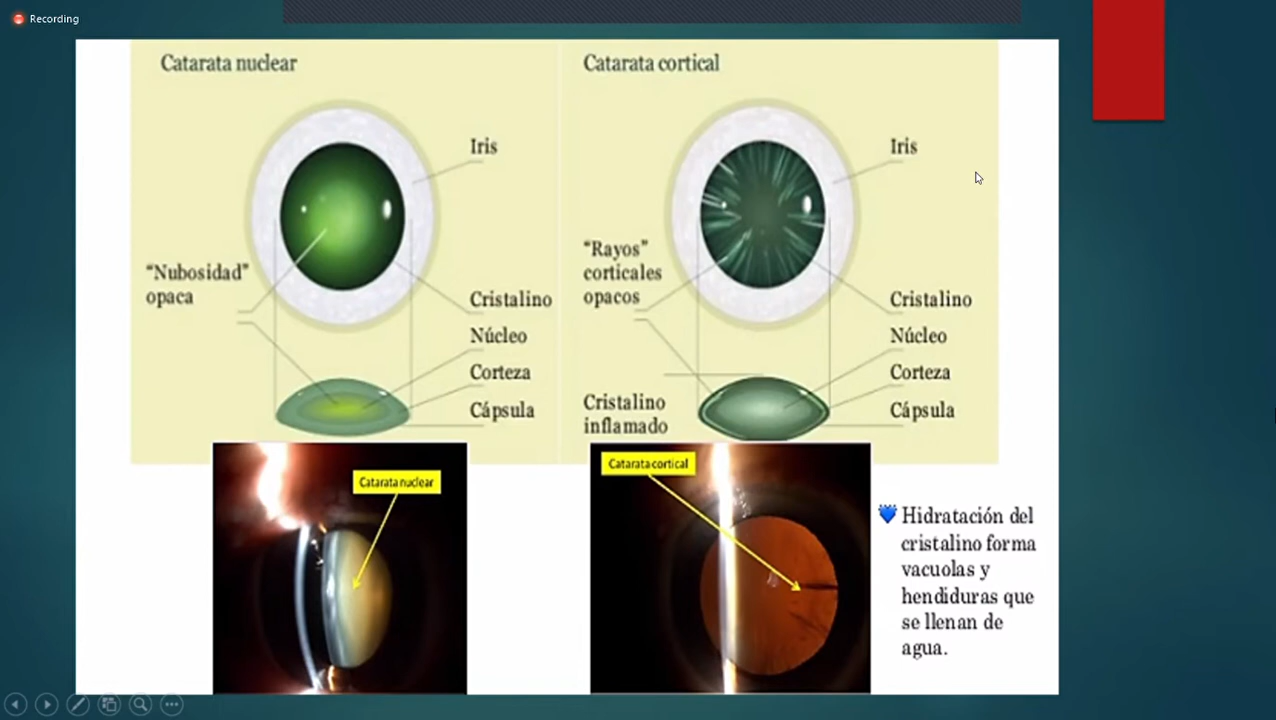 Recording
Catarata nuclear
Iris
"Nubosidad"
opaca
Cristalino
Núcleo
Corteza
Cápsula
Catarata cortical
Iris
"Rayos"
corticales
opacos
Cristalino
Núcleo
Corteza
Cápsula
Cristalino
inflamado
Catarata nuclear
Catarata cortical
Hidratación del
cristalino forma
vacuolas y
hendiduras que
se llenan de
agua.